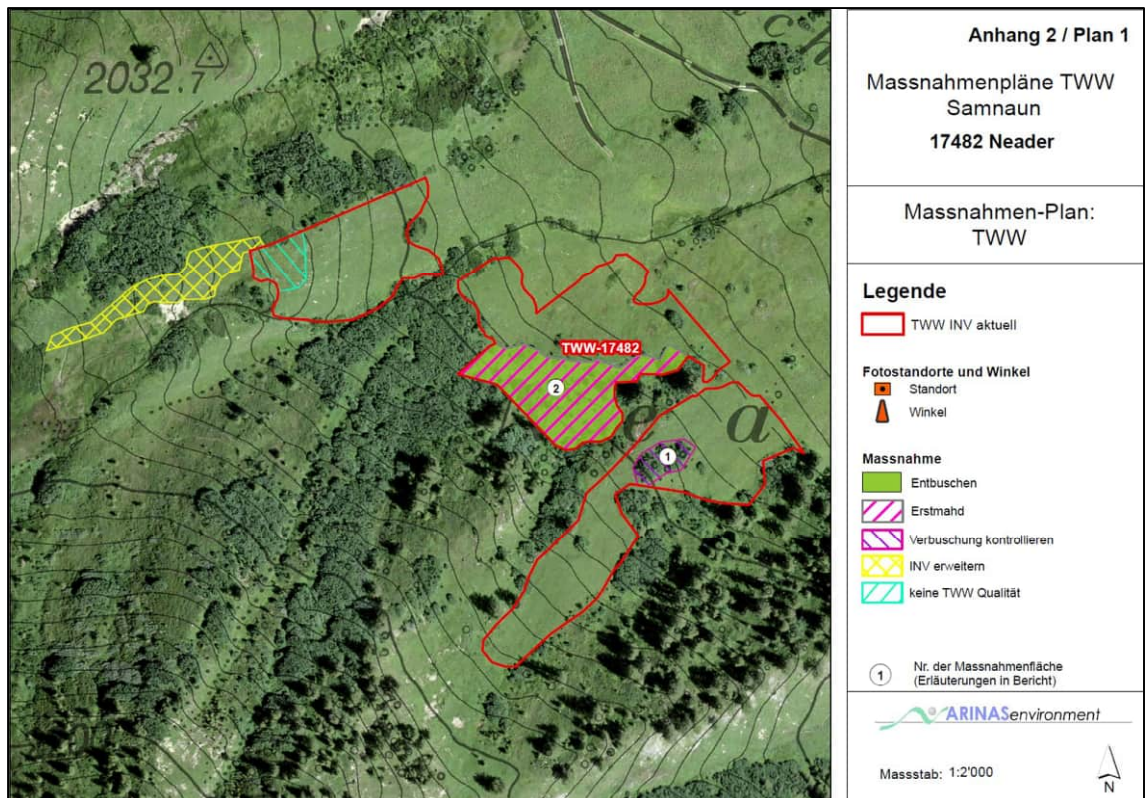 2032.7
c h
TWW-17482
2
1
l e a
Anhang 2 / Plan 1
Massnahmenpläne TWW
Samnaun
17482 Neader
Massnahmen-Plan:
TWW
Legende
TWW INV aktuell
Fotostandorte und Winkel
Standort
Winkel
Massnahme
Entbuschen
Erstmahd
Verbuschung kontrollieren
INV erweitern
keine TWW Qualität
1
Nr. der Massnahmenfläche
(Erläuterungen in Bericht)
ARINASenvironment
Massstab: 1:2'000
N